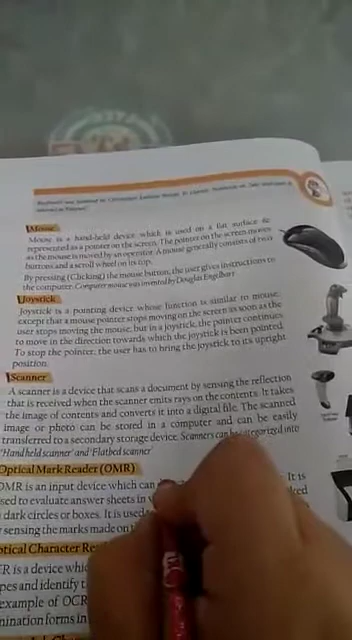 Mouse
Mouse is a hand-held device which is used on a flat surface &
represented as a pointer on the screen. The pointer on the screen moves
as the mouse is moved by an operator. A mouse generally consists of two
buttons and a scroll wheel on its top.
By pressing (Clicking) the mouse button, the user gives instructions to
the computer. Computer mouse was invented by Douglas Engelbart
Joystick
Joystick is a pointing device whose function is similar to mouse,
except that a mouse pointer stops moving on the screen as soon as the
user stops moving the mouse, but in a joystick, the pointer continues
to move in the direction towards which the joystick has been pointed.
To stop the pointer, the user has to bring the joystick to its upright
position.
Scanner
A scanner is a device that scans a document by sensing the reflection
that is received when the scanner emits rays on the contents. It takes
the image of contents and converts it into a digital file. The scanned
image or photo can be stored in a computer and can be easily
transferred to a secondary storage device. Scanners can be categorized into
'Hand held scanner' and 'Flatbed scanner'
Optical Mark Reader (OMR)
OMR is an input device which can It is
sed to evaluate answer sheets in
dark circles or boxes. It is used
sensing the marks made on
ptical Character Re
R is a device whic
pes and identify t
example of OCR
mination forms in